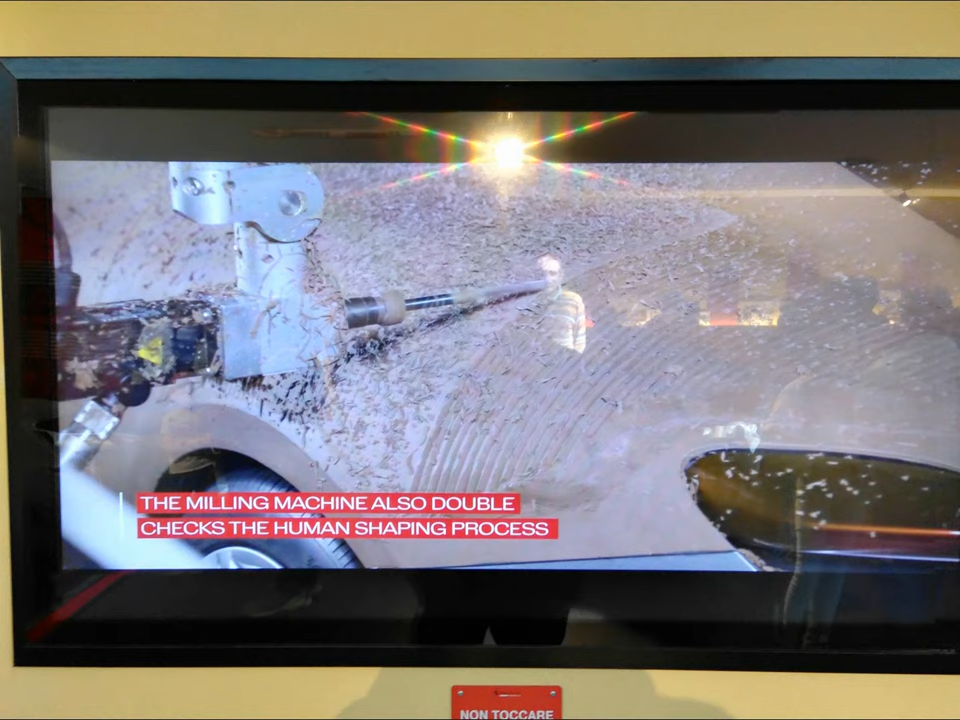 THE MILLING MACHINE ALSO DOUBLE
CHECKS THE HUMAN SHAPING PROCESS
NON TOCCARE